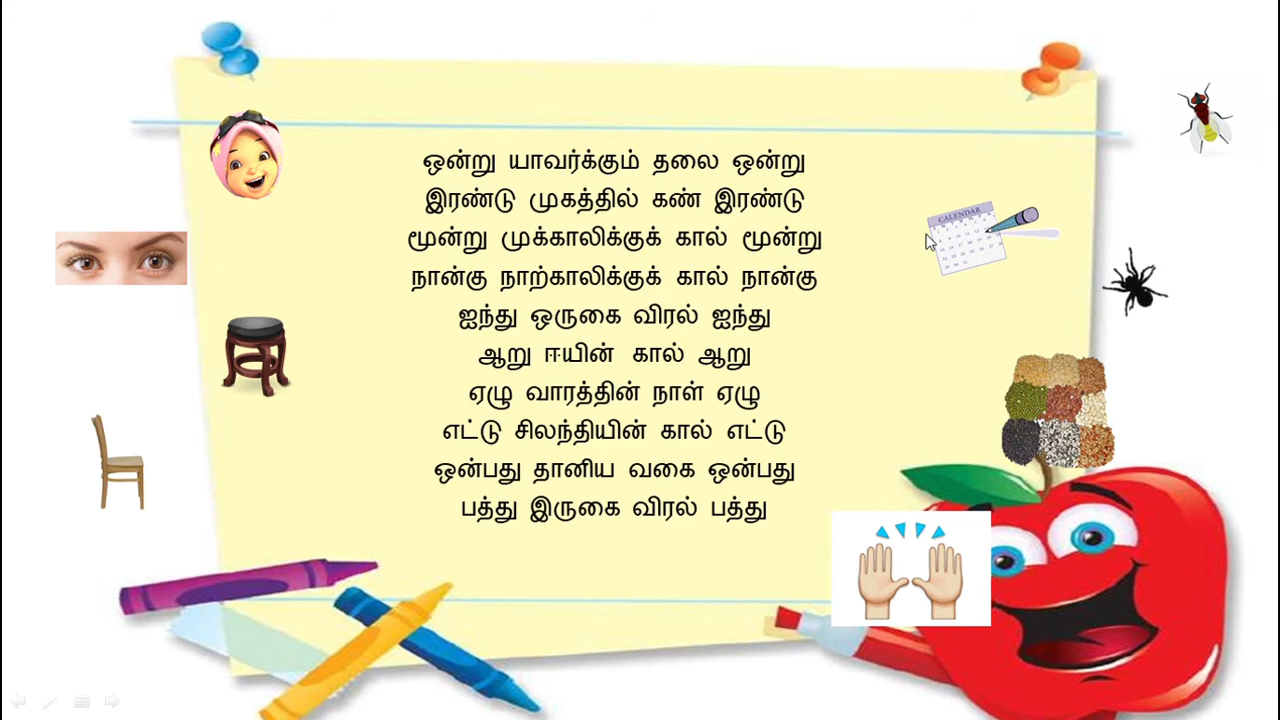 ஒன்று யாவர்க்கும் தலை ஒன்று
இரண்டு முகத்தில் கண் இரண்டு
மூன்று முக்காலிக்குக் கால் மூன்று
நான்கு நாற்காலிக்குக் கால் நான்கு
ஐந்து ஒருகை விரல் ஐந்து
ஆறு ஈயின் கால் ஆறு
ஏழு வாரத்தின் நாள் ஏழு
எட்டு சிலந்தியின் கால் எட்டு
ஒன்பது தானிய வகை ஒன்பது
பத்து இருகை விரல் பத்து
CALENDAR